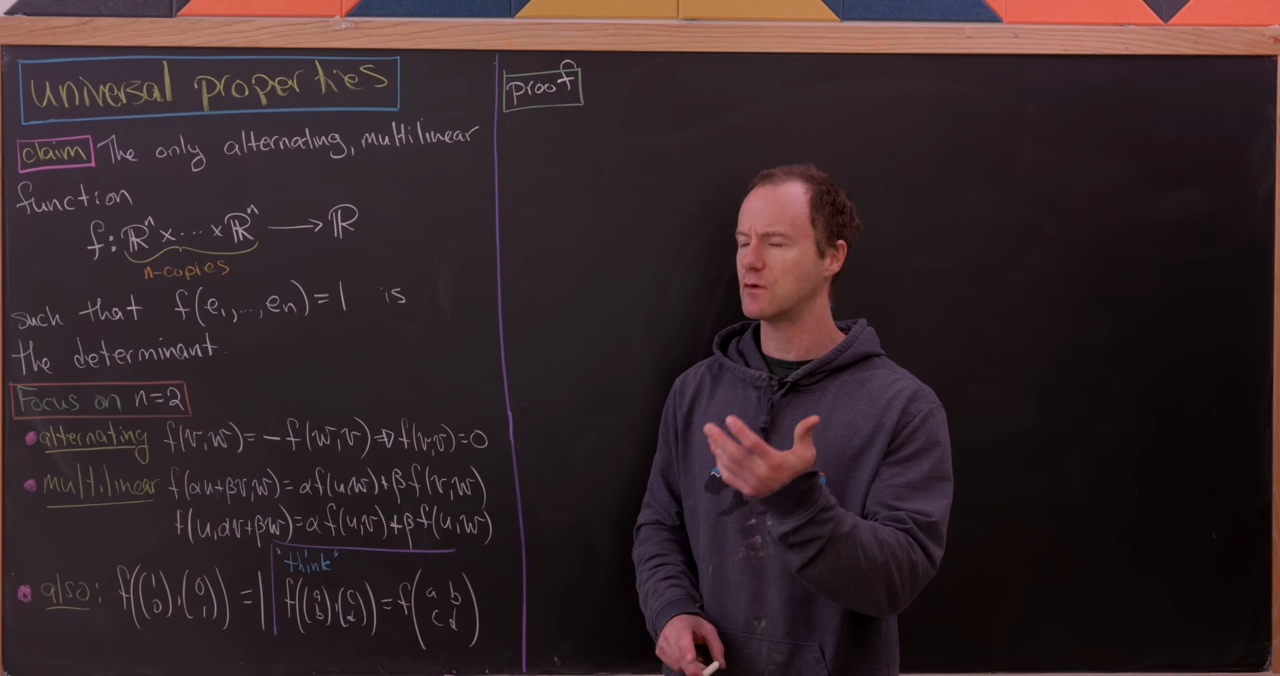 universal properties
claim The only alternating, multilinear
function
f: ℝⁿ × ··· × ℝⁿ → ℝ
n-copies
such that f(e₁,...,eₙ)=1 is
the determinant.
Focus on n=2
• alternating f(v,w)=-f(w,v)⇒f(v,v)=0
• multilinear f(αu+βv,w)=αf(u,w)+βf(v,w)
f(u,αv+βw)=αf(u,v)+βf(u,w)
"think"
• also: f((1 0),(0 1))=1 f((a b),(c d))=f(a b c d)
proof